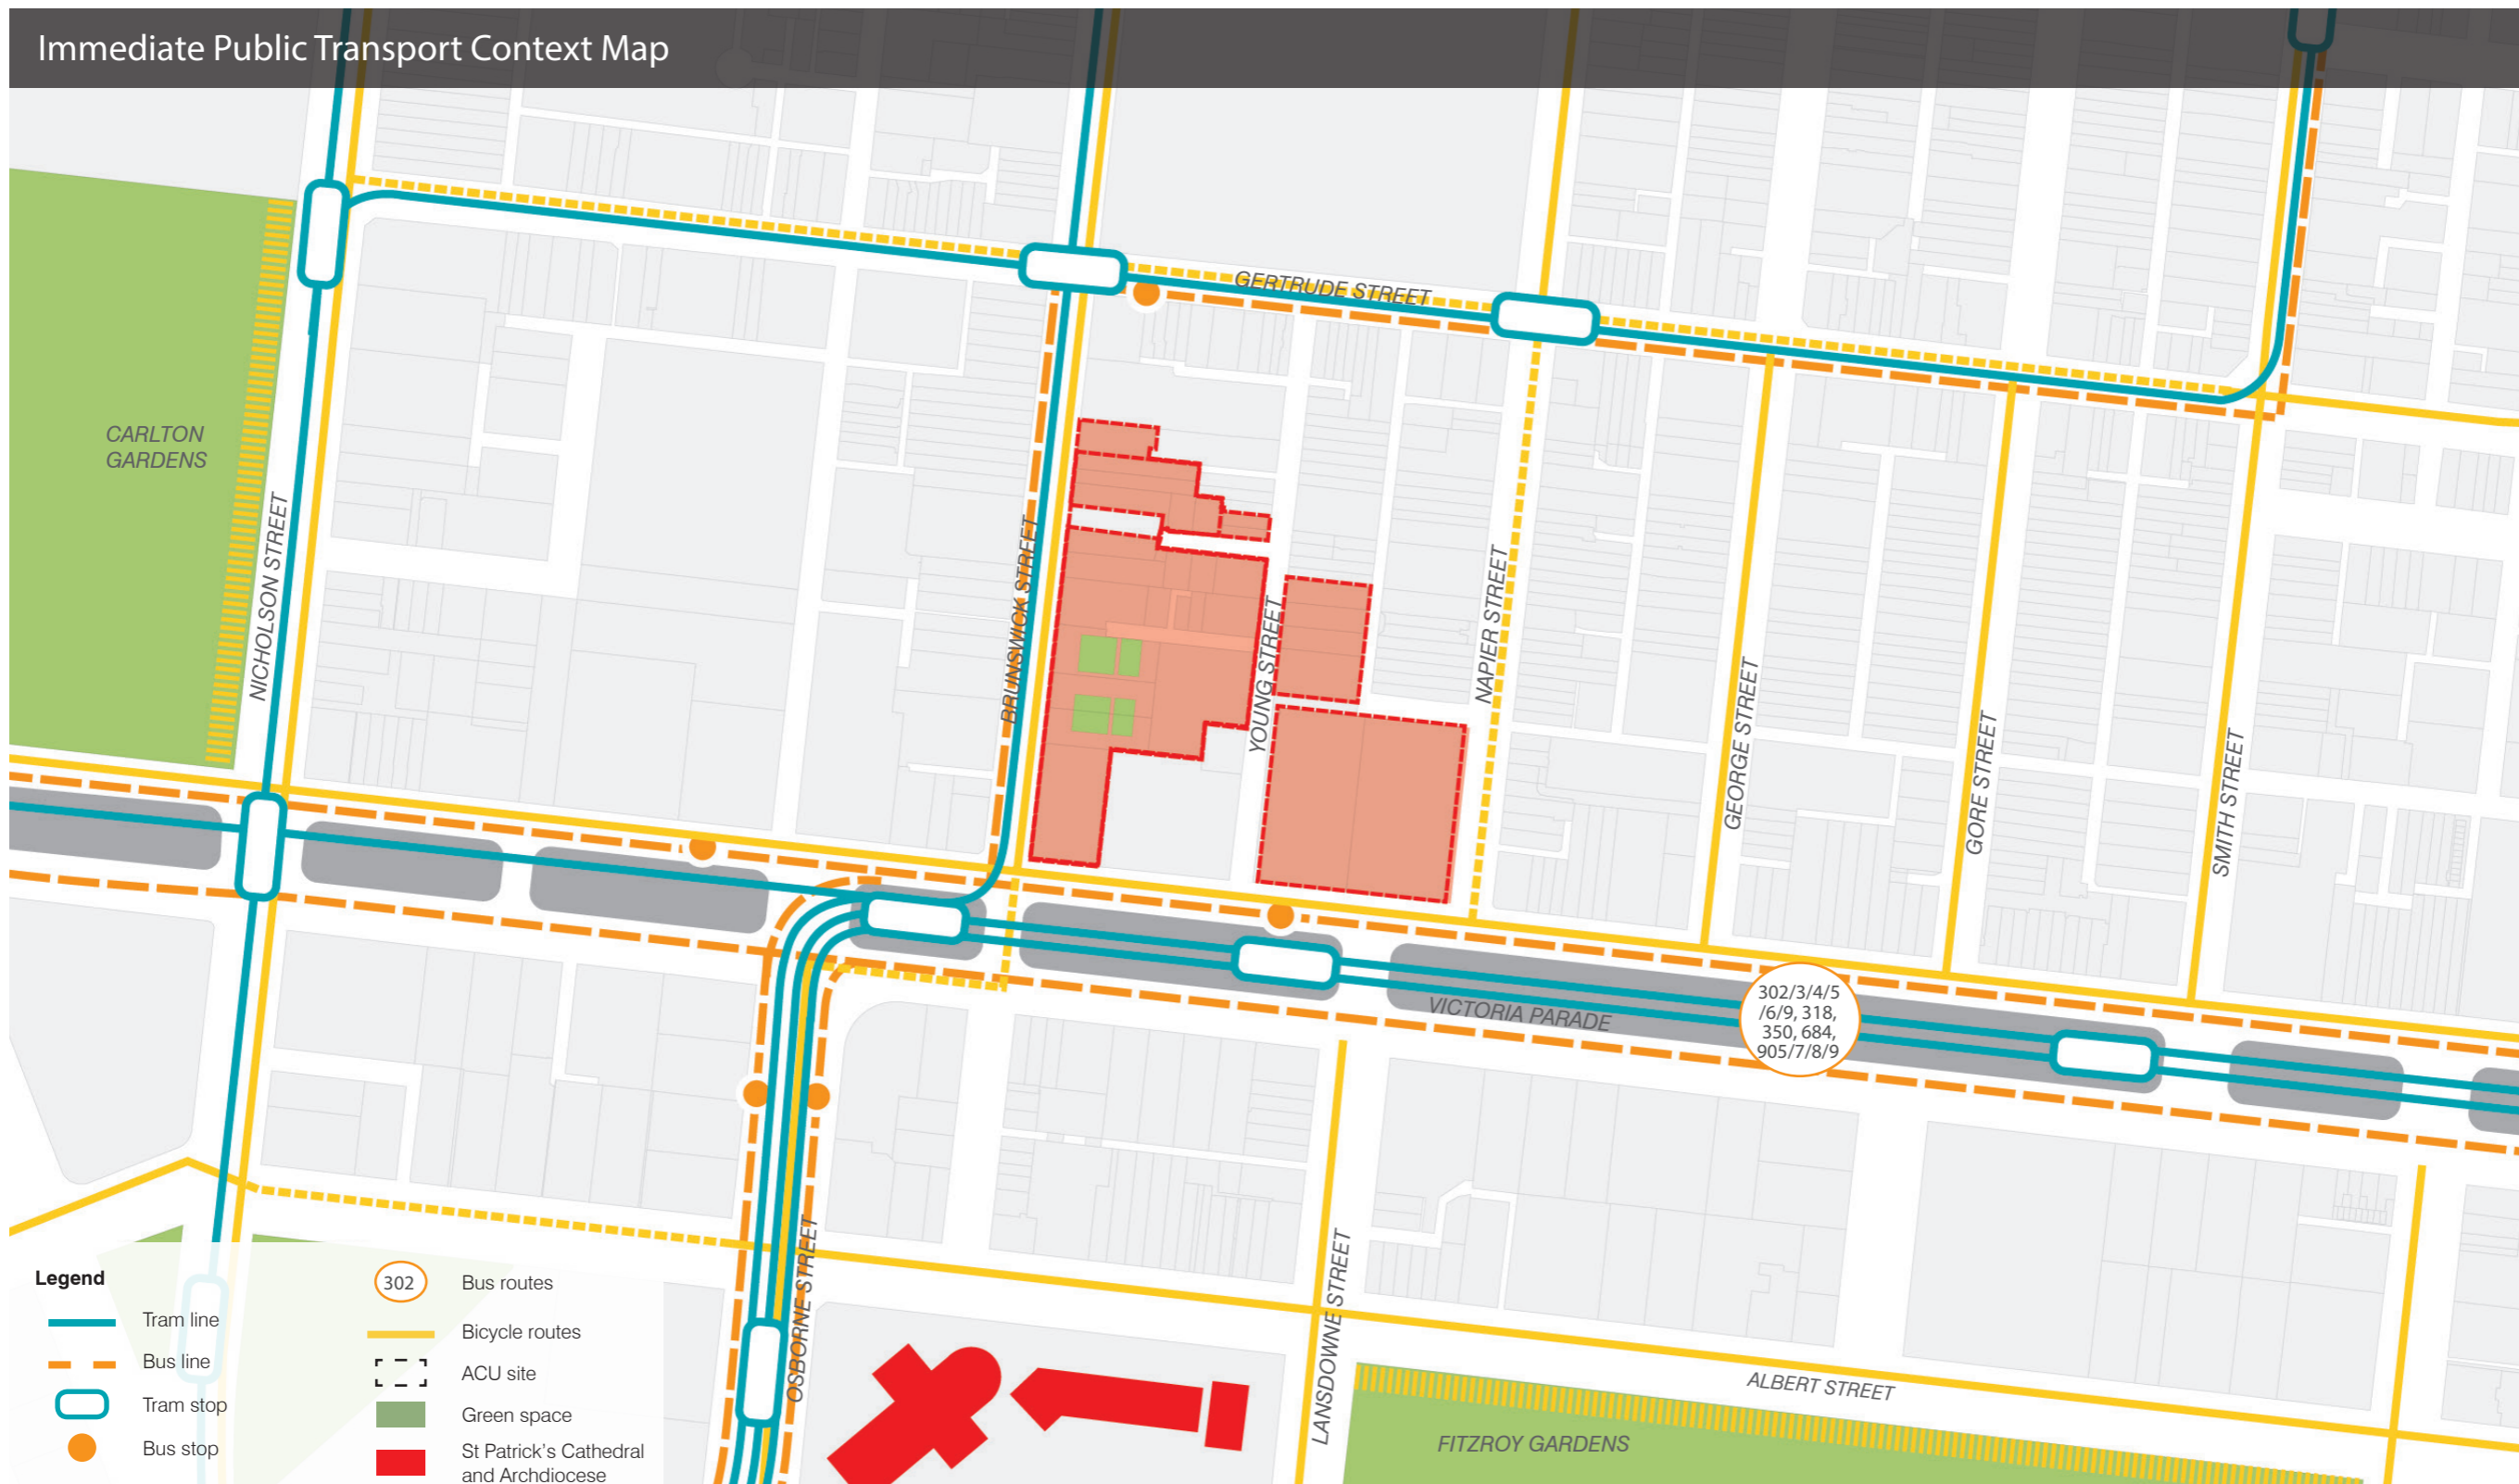 Immediate Public Transport Context Map
GERTRUDE STREET
CARLTON
GARDENS
NICHOLSON STREET
BRUNSWICK STREET
YOUNG STREET
NAPIER STREET
GEORGE STREET
GORE STREET
SMITH STREET
VICTORIA PARADE
302/3/4/5
/6/9, 318,
350, 684,
905/7/8/9
OSBORNE STREET
LANSDOWNE STREET
ALBERT STREET
FITZROY GARDENS
Legend
Tram line
Bus line
Tram stop
Bus stop
302
Bus routes
Bicycle routes
ACU site
Green space
St Patrick's Cathedral
and Archdiocese